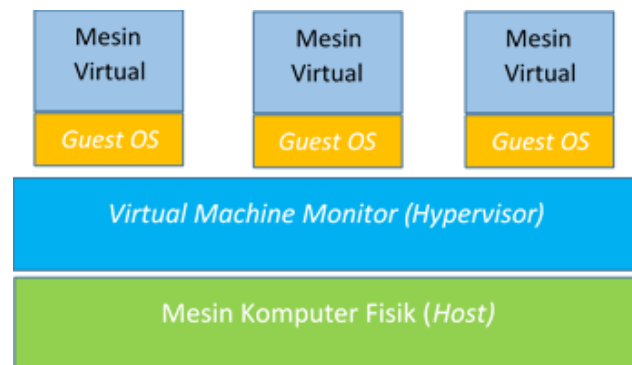 Mesin
Virtual
Guest OS
Mesin
Virtual
Guest OS
Mesin
Virtual
Guest OS
Virtual Machine Monitor (Hypervisor)
Mesin Komputer Fisik (Host)